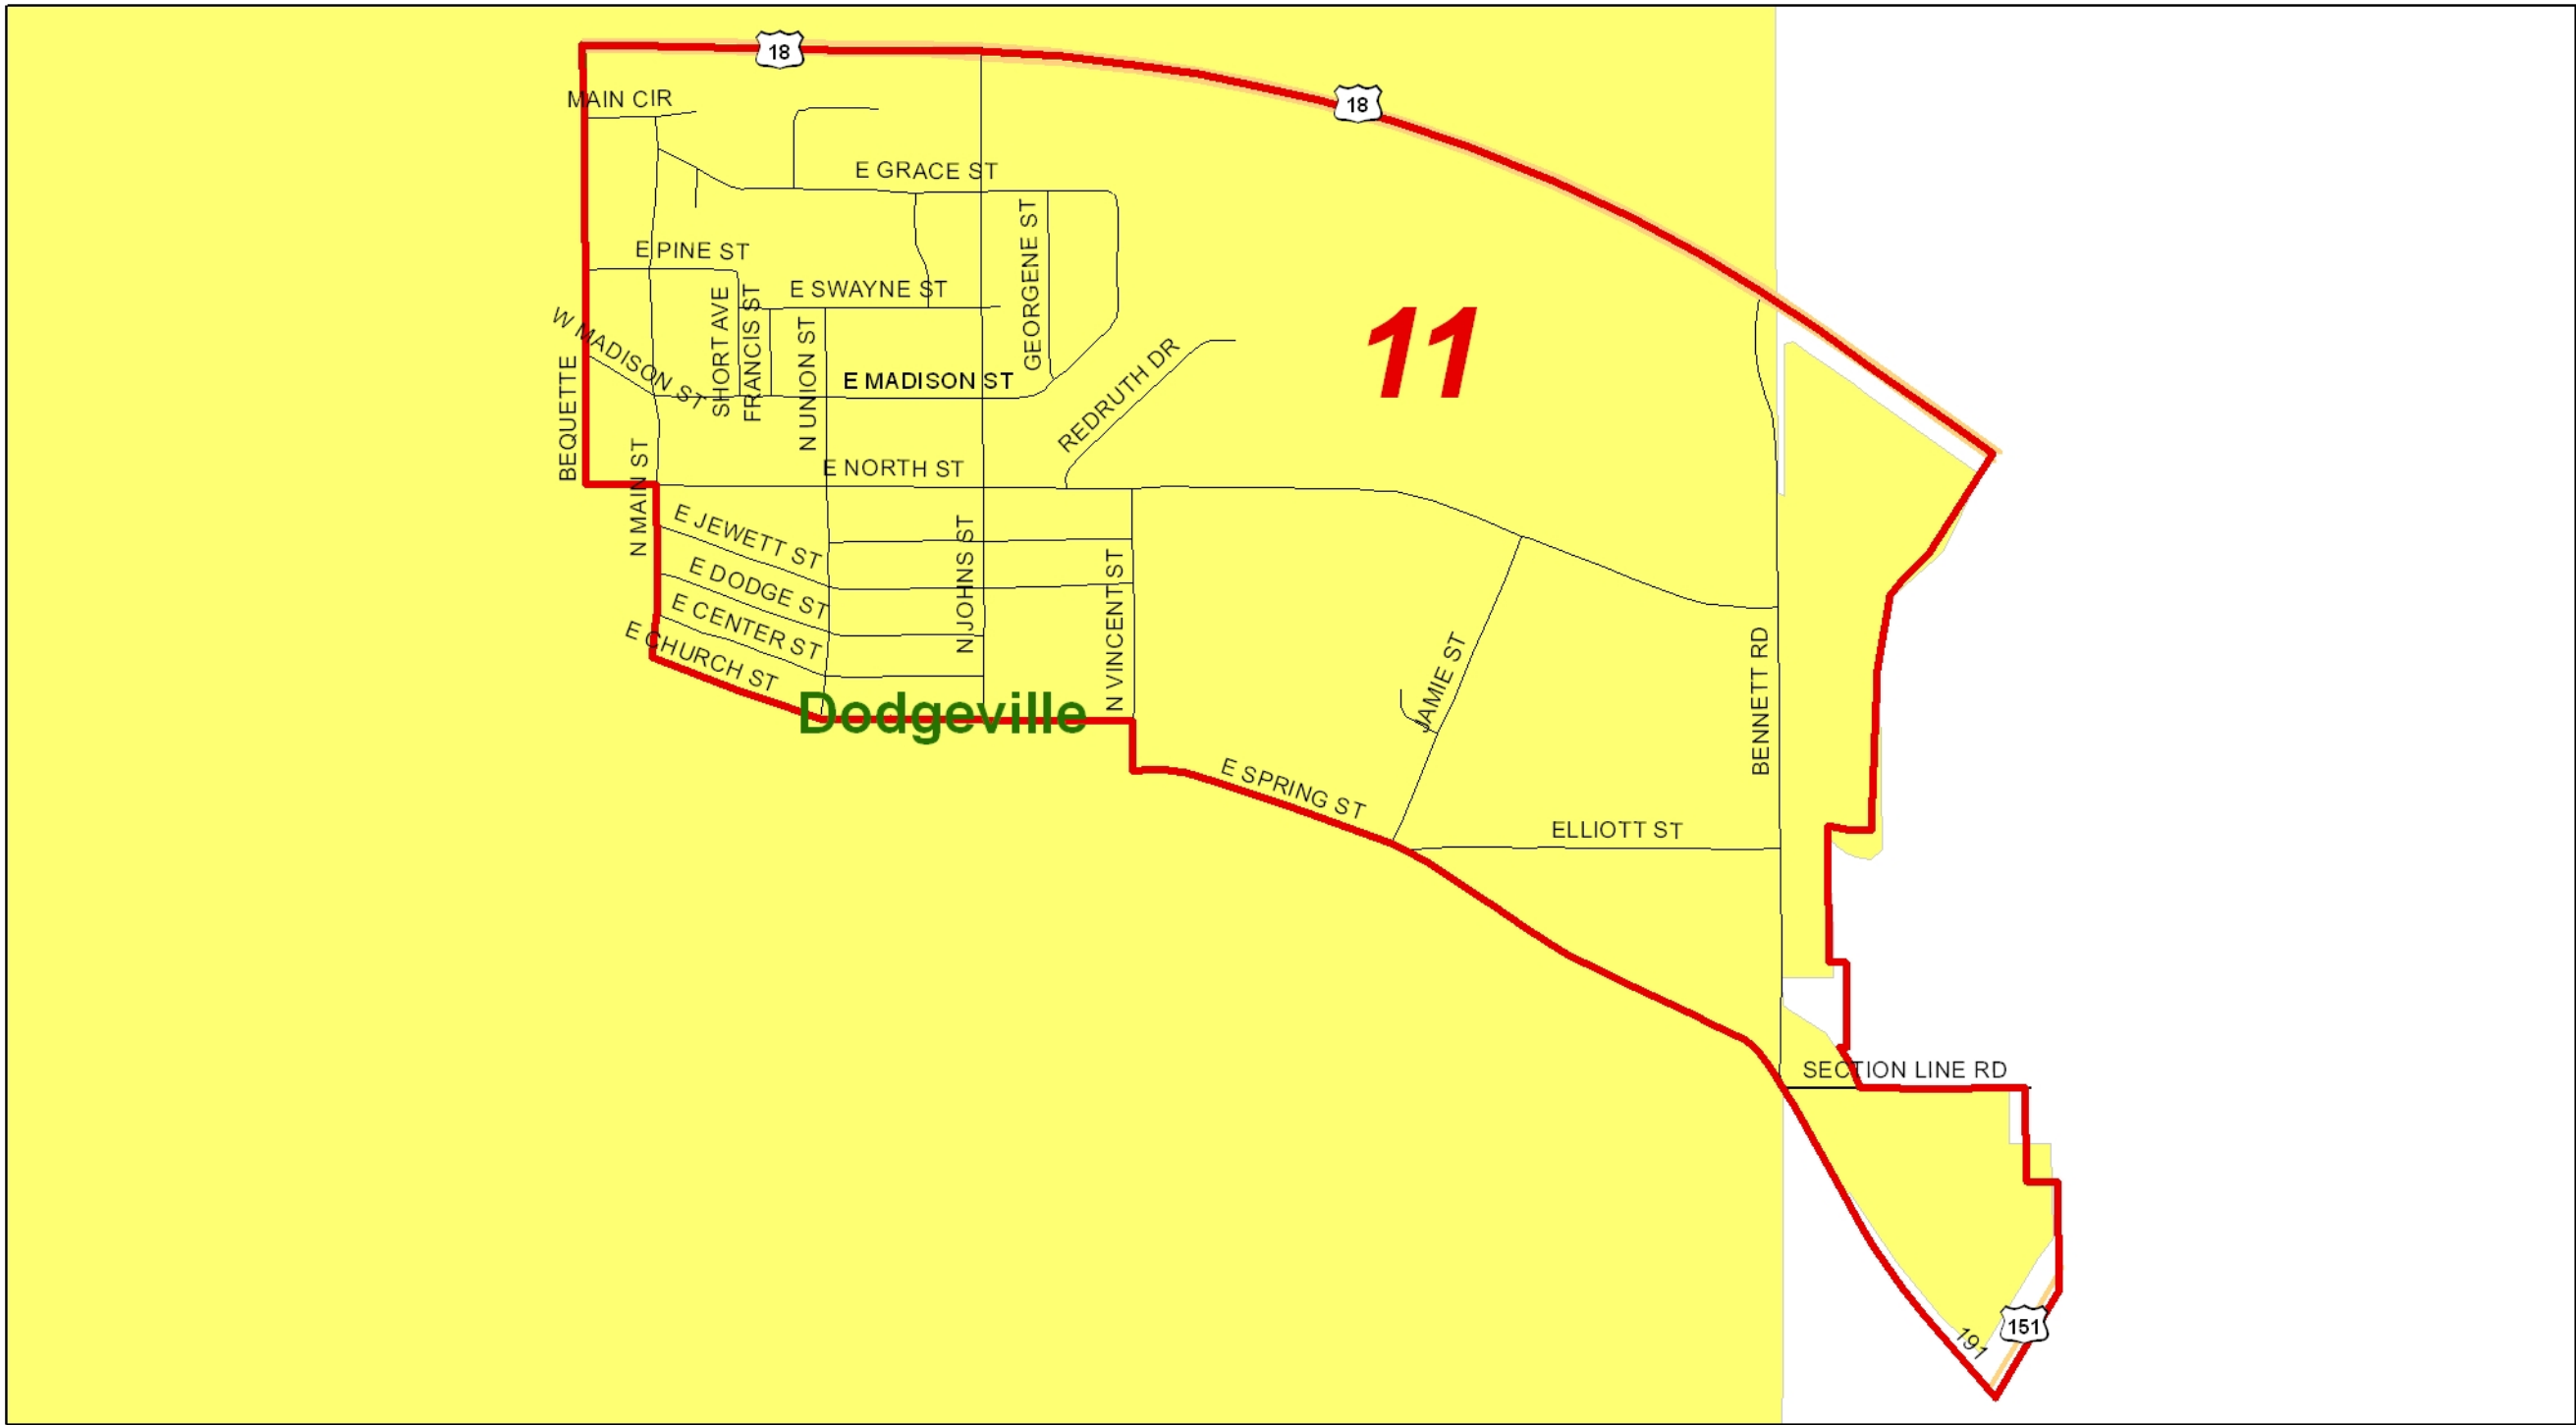 18
18
MAIN CIR
E GRACE ST
E PINE ST
GEORGENE ST
E SWAYNE ST
SHORT AVE
FRANCIS ST
W MADISON ST
N UNION ST
E MADISON ST
REDRUTH DR
11
BEQUETTE
N MAIN ST
E NORTH ST
E JEWETT ST
E DODGE ST
E CENTER ST
E CHURCH ST
N JOHNS ST
N VINCENT ST
JAMIE ST
BENNETT RD
Dodgeville
E SPRING ST
ELLIOTT ST
SECTION LINE RD
191
151